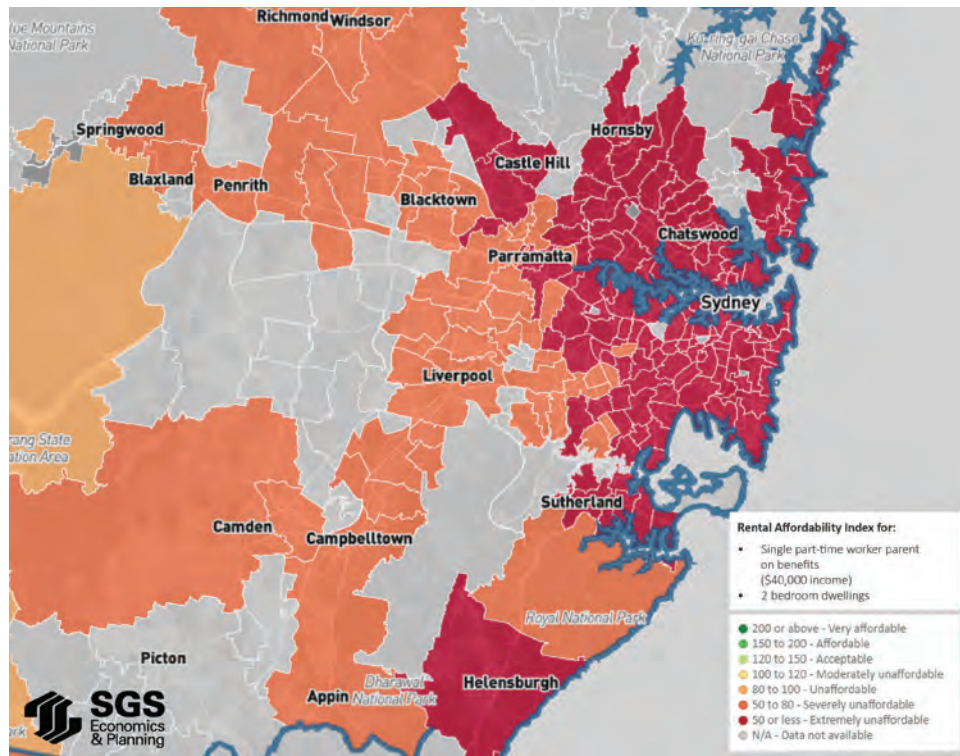 Richmond Windsor
Blue Mountains
National Park
Ku-ring-gai Chase
National Park
Springwood
Hornsby
Castle Hill
Blaxland
Penrith
Blacktown
Chatswood
Parramatta
Sydney
Liverpool
rang State
ation Area
Sutherland
Camden
Campbelltown
Royal National Park
Picton
Dharawal
National Park
Appin
Helensburgh
ark
SGS
Economics
& Planning
Rental Affordability Index for:
• Single part-time worker parent
on benefits
($40,000 income)
• 2 bedroom dwellings
200 or above - Very affordable
150 to 200 - Affordable
120 to 150 - Acceptable
100 to 120 - Moderately unaffordable
80 to 100 - Unaffordable
50 to 80 - Severely unaffordable
50 or less - Extremely unaffordable
N/A - Data not available